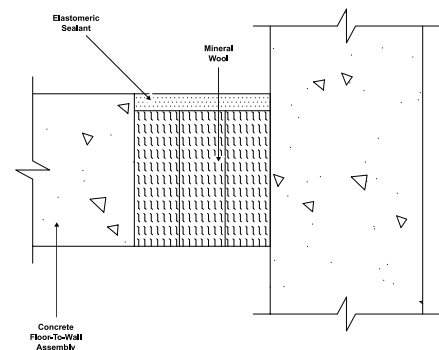 Elastomeric
Sealant
Mineral
Wool
Concrete
Floor-To-Wall
Assembly